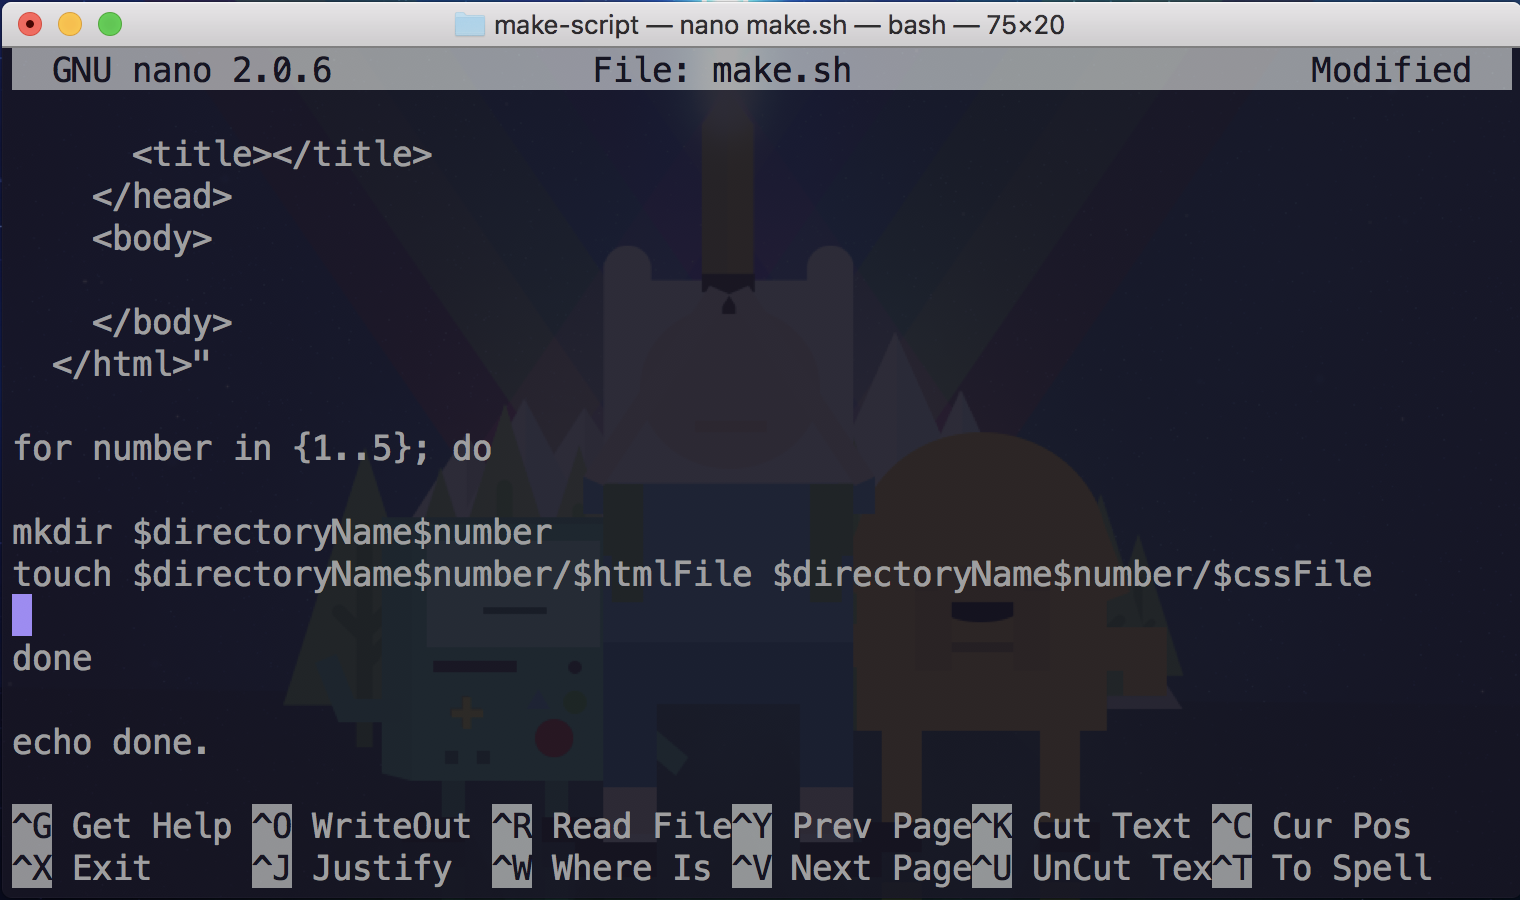 make-script — nano make.sh — bash — 75×20
GNU nano 2.0.6 File: make.sh Modified
<title></title>
</head>
<body>
</body>
</html>"
for number in {1..5}; do
mkdir $directoryName$number
touch $directoryName$number/$htmlFile $directoryName$number/$cssFile
done
echo done.
^G Get Help ^O WriteOut ^R Read File^Y Prev Page^K Cut Text ^C Cur Pos
^X Exit ^J Justify ^W Where Is ^V Next Page^U UnCut Tex^T To Spell